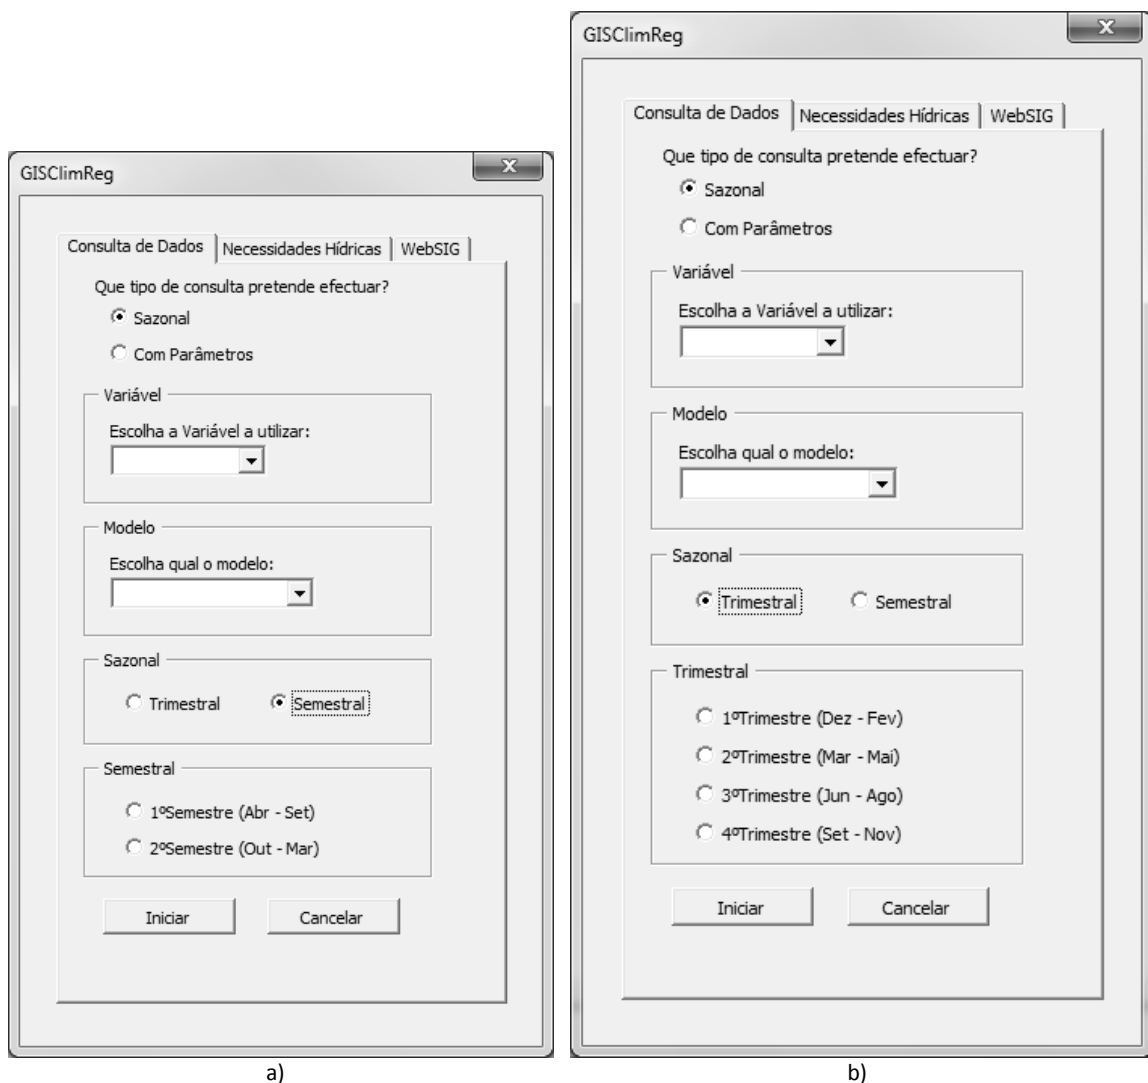 GISClimReg
Consulta de Dados Necessidades Hídricas WebSIG
Que tipo de consulta pretende efectuar?
Sazonal
Com Parâmetros
Variável
Escolha a Variável a utilizar:
Modelo
Escolha qual o modelo:
Sazonal
Trimestral Semestral
Semestral
1ºSemestre (Abr - Set)
2ºSemestre (Out - Mar)
Iniciar Cancelar
a)
GISClimReg
Consulta de Dados Necessidades Hídricas WebSIG
Que tipo de consulta pretende efectuar?
Sazonal
Com Parâmetros
Variável
Escolha a Variável a utilizar:
Modelo
Escolha qual o modelo:
Sazonal
Trimestral Semestral
Trimestral
1ºTrimestre (Dez - Fev)
2ºTrimestre (Mar - Mai)
3ºTrimestre (Jun - Ago)
4ºTrimestre (Set - Nov)
Iniciar Cancelar
b)